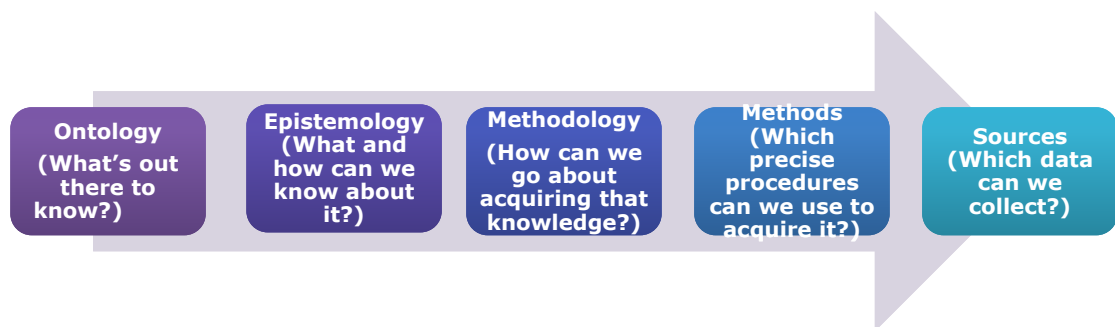 Ontology
(What’s out
there to
know?)
Epistemology
(What and
how can we
know about
it?)
Methodology
(How can we
go about
acquiring that
knowledge?)
Methods
(Which
precise
procedures
can we use to
acquire it?)
Sources
(Which data
can we
collect?)